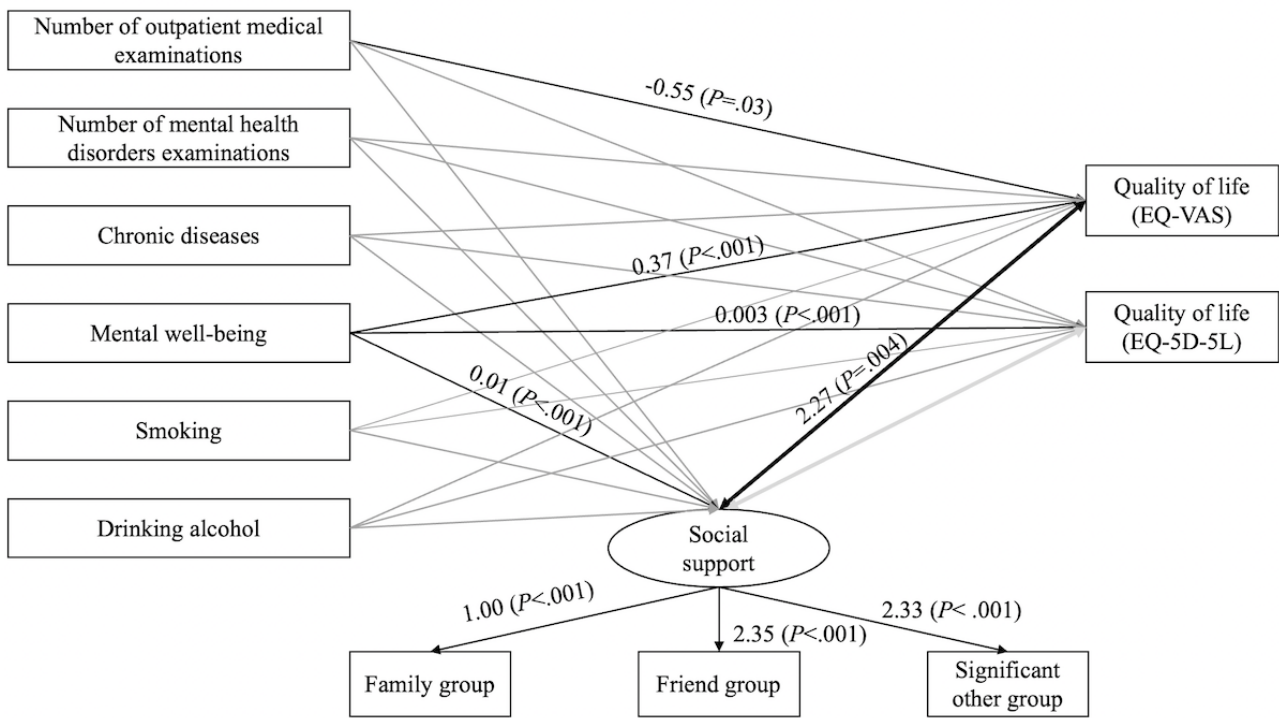 Number of outpatient medical
examinations
Number of mental health
disorders examinations
Chronic diseases
Mental well-being
Smoking
Drinking alcohol
-0.55 (P=.03)
0.37 (P<.001)
0.003 (P<.001)
0.01 (P<.001)
2.27 (P=.004)
Quality of life
(EQ-VAS)
Quality of life
(EQ-5D-5L)
Social
support
1.00 (P<.001)
2.35 (P<.001)
2.33 (P< .001)
Family group
Friend group
Significant
other group